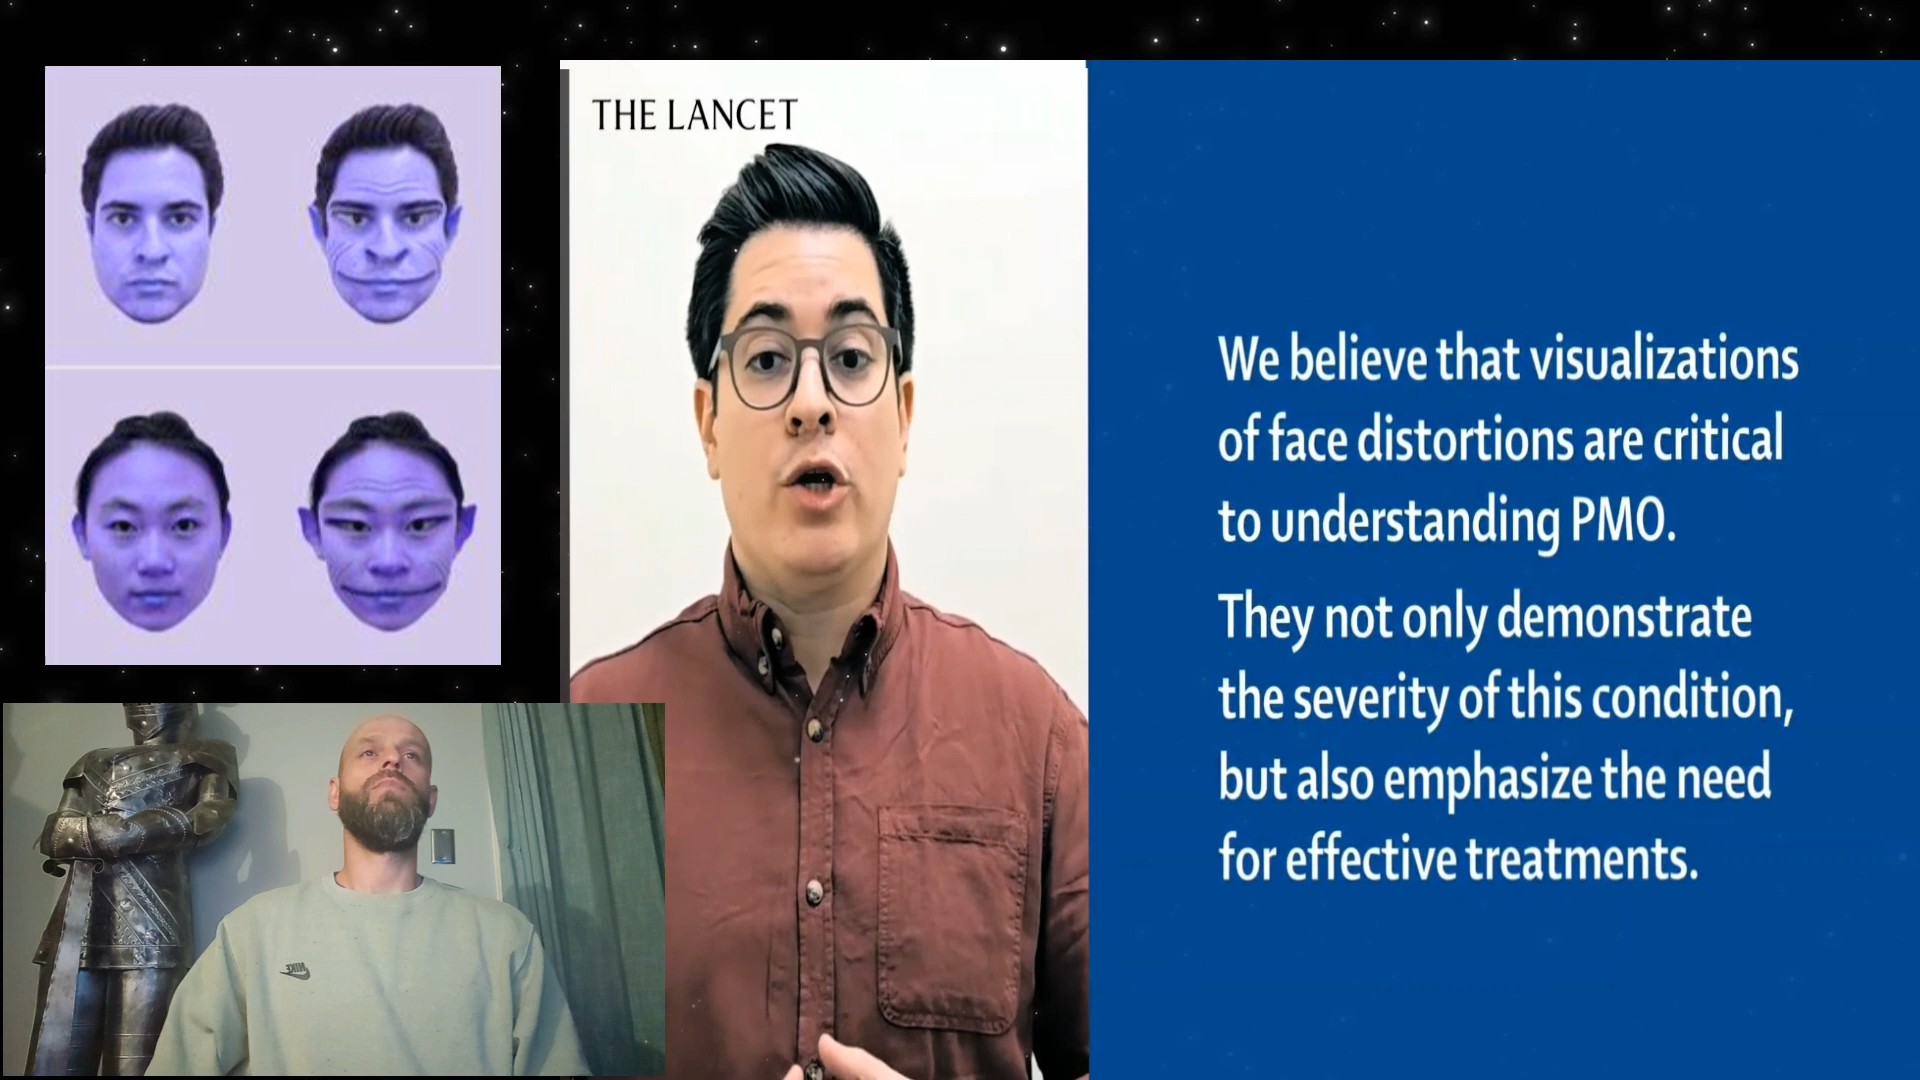 THE LANCET
We believe that visualizations
of face distortions are critical
to understanding PMO.
They not only demonstrate
the severity of this condition,
but also emphasize the need
for effective treatments.
NIKE